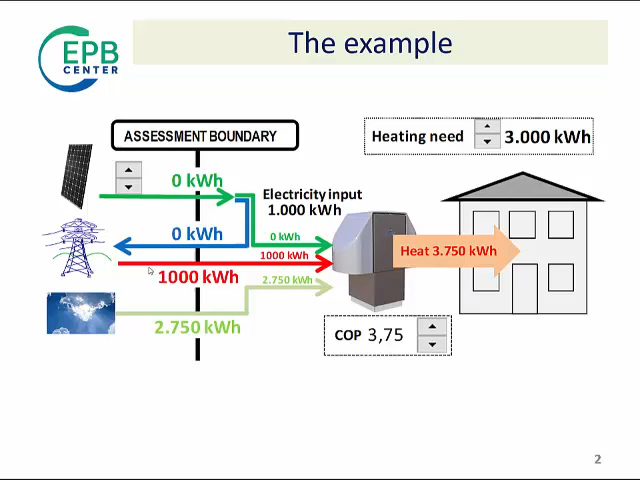 EPB
CENTER
The example
ASSESSMENT BOUNDARY
Heating need 3.000 kWh
0 kWh
Electricity input
1.000 kWh
0 kWh
0 kWh
1000 kWh
Heat 3.750 kWh
1000 kWh
2.750 kWh
2.750 kWh
COP 3,75
2